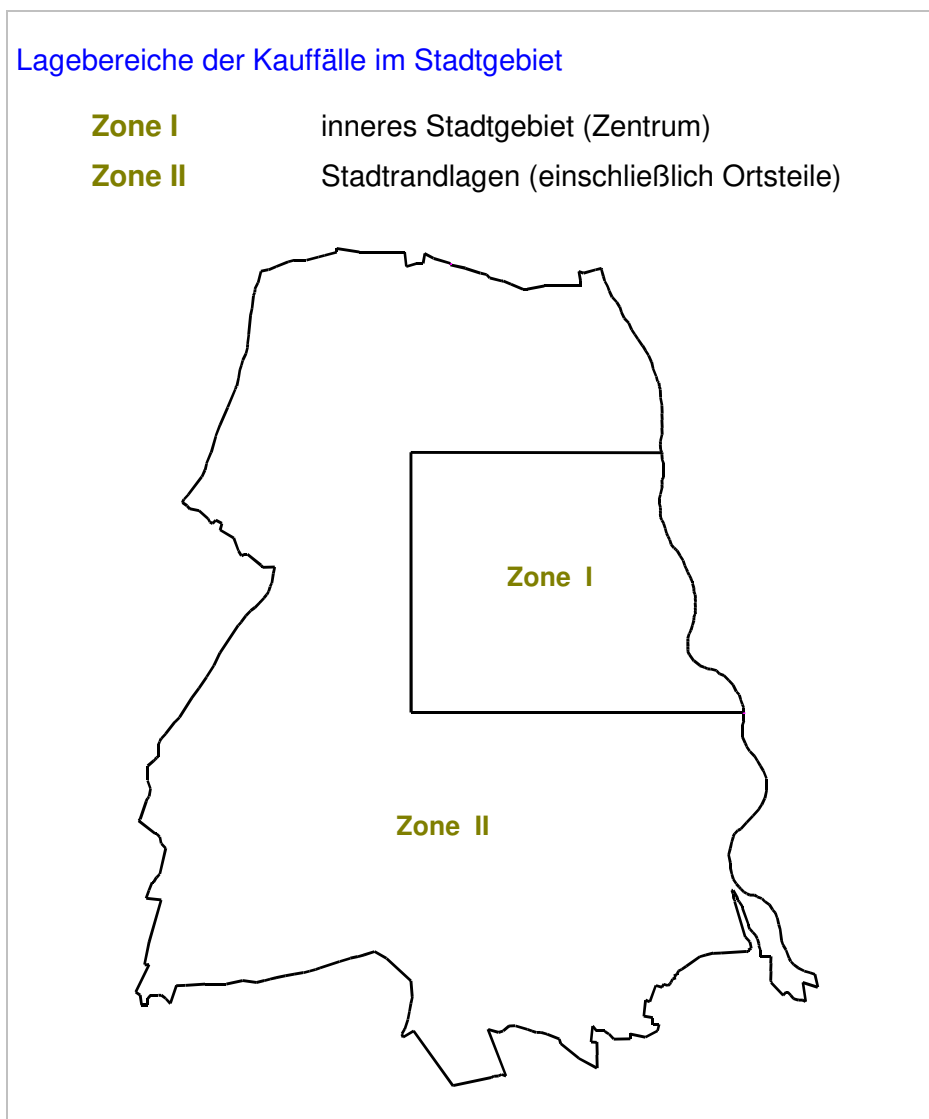 Lagebereiche der Kauffälle im Stadtgebiet
Zone I inneres Stadtgebiet (Zentrum)
Zone II Stadtrandlagen (einschließlich Ortsteile)
Zone I
Zone II